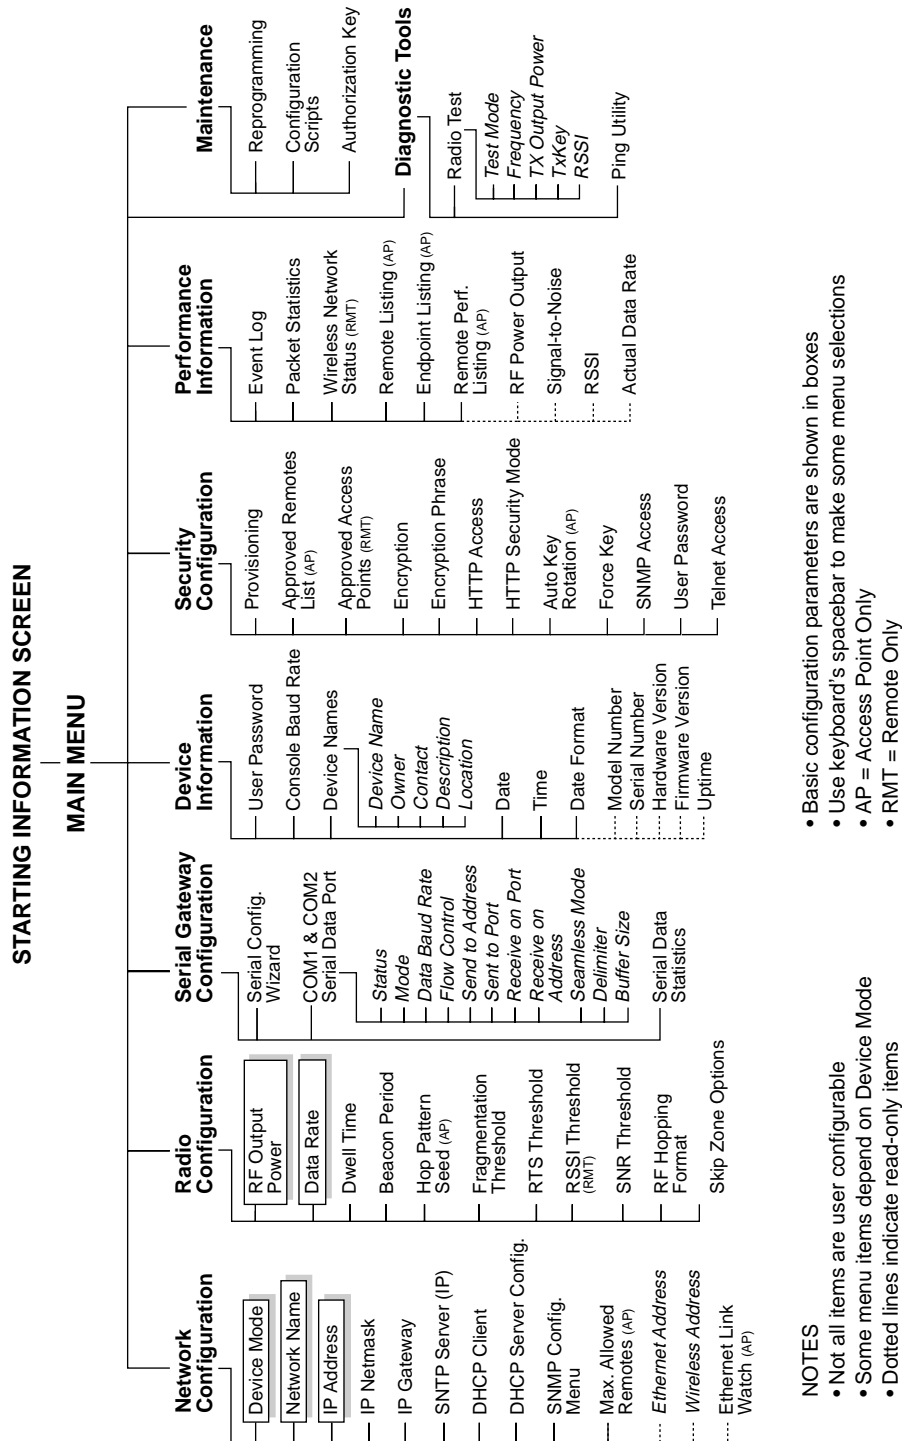 STARTING INFORMATION SCREEN
MAIN MENU
Network
Configuration
Device Mode
Network Name
IP Address
IP Netmask
IP Gateway
SNTP Server (IP)
DHCP Client
DHCP Server Config.
SNMP Config.
Menu
Max. Allowed
Remotes (AP)
Ethernet Address
Wireless Address
Ethernet Link
Watch (AP)
Radio
Configuration
RF Output
Power
Data Rate
Dwell Time
Beacon Period
Hop Pattern
Seed (AP)
Fragmentation
Threshold
RTS Threshold
RSSI Threshold
(RMT)
SNR Threshold
RF Hopping
Format
Skip Zone Options
Serial Gateway
Configuration
Serial Config.
Wizard
COM1 & COM2
Serial Data Port
Status
Mode
Data Baud Rate
Flow Control
Send to Address
Sent to Port
Receive on Port
Receive on
Address
Seamless Mode
Delimiter
Buffer Size
Serial Data
Statistics
Device
Information
User Password
Console Baud Rate
Device Names
Device Name
Owner
Contact
Description
Location
Date
Time
Date Format
Model Number
Serial Number
Hardware Version
Firmware Version
Uptime
Security
Configuration
Provisioning
Approved Remotes
List (AP)
Approved Access
Points (RMT)
Encryption
Encryption Phrase
HTTP Access
HTTP Security Mode
Auto Key
Rotation (AP)
Force Key
SNMP Access
User Password
Telnet Access
Performance
Information
Event Log
Packet Statistics
Wireless Network
Status (RMT)
Remote Listing (AP)
Endpoint Listing (AP)
Remote Perf.
Listing (AP)
RF Power Output
Signal-to-Noise
RSSI
Actual Data Rate
Maintenance
Reprogramming
Configuration
Scripts
Authorization Key
Diagnostic Tools
Radio Test
Test Mode
Frequency
TX Output Power
TxKey
RSSI
Ping Utility
NOTES
• Not all items are user configurable
• Some menu items depend on Device Mode
• Dotted lines indicate read-only items
• Basic configuration parameters are shown in boxes
• Use keyboard's spacebar to make some menu selections
• AP = Access Point Only
• RMT = Remote Only